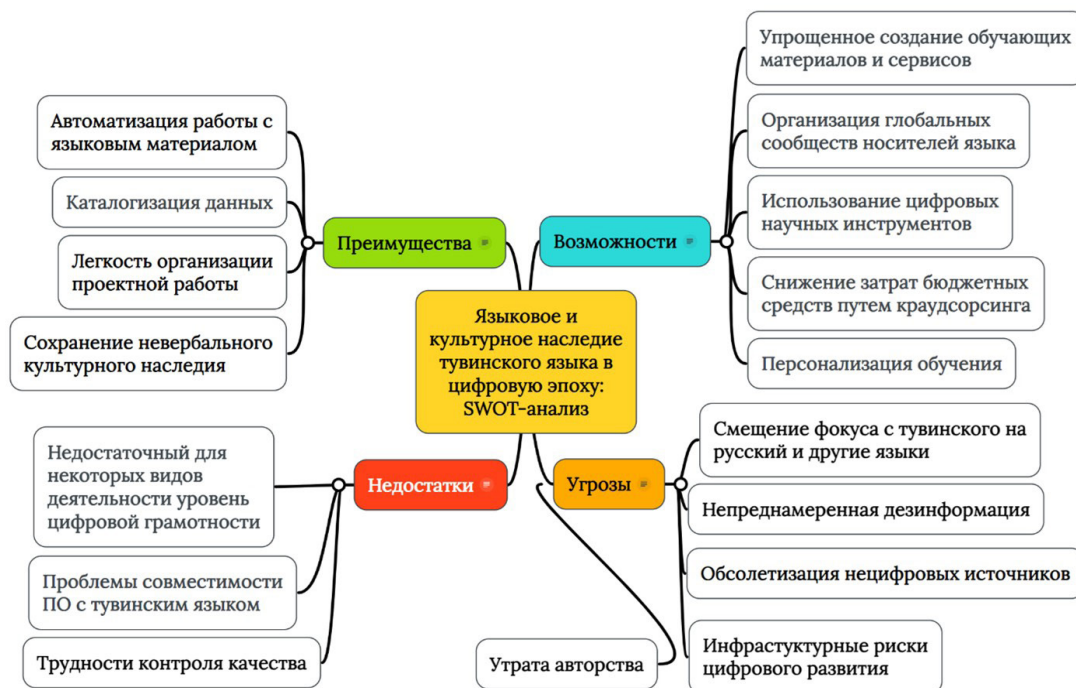 Автоматизация работы с
языковым материалом
Каталогизация данных
Легкость организации
проектной работы
Сохранение невербального
культурного наследия
Преимущества
Возможности
Упрощенное создание обучающих
материалов и сервисов
Организация глобальных
сообществ носителей языка
Использование цифровых
научных инструментов
Снижение затрат бюджетных
средств путем краудсорсинга
Персонализация обучения
Языковое и
культурное наследие
тувинского языка в
цифровую эпоху:
SWOT-анализ
Недостатки
Недостаточный для
некоторых видов
деятельности уровень
цифровой грамотности
Проблемы совместимости
ПО с тувинским языком
Трудности контроля качества
Угрозы
Смещение фокуса с тувинского на
русский и другие языки
Непреднамеренная дезинформация
Обсолетизация нецифровых источников
Инфрастуктурные риски
цифрового развития
Утрата авторства